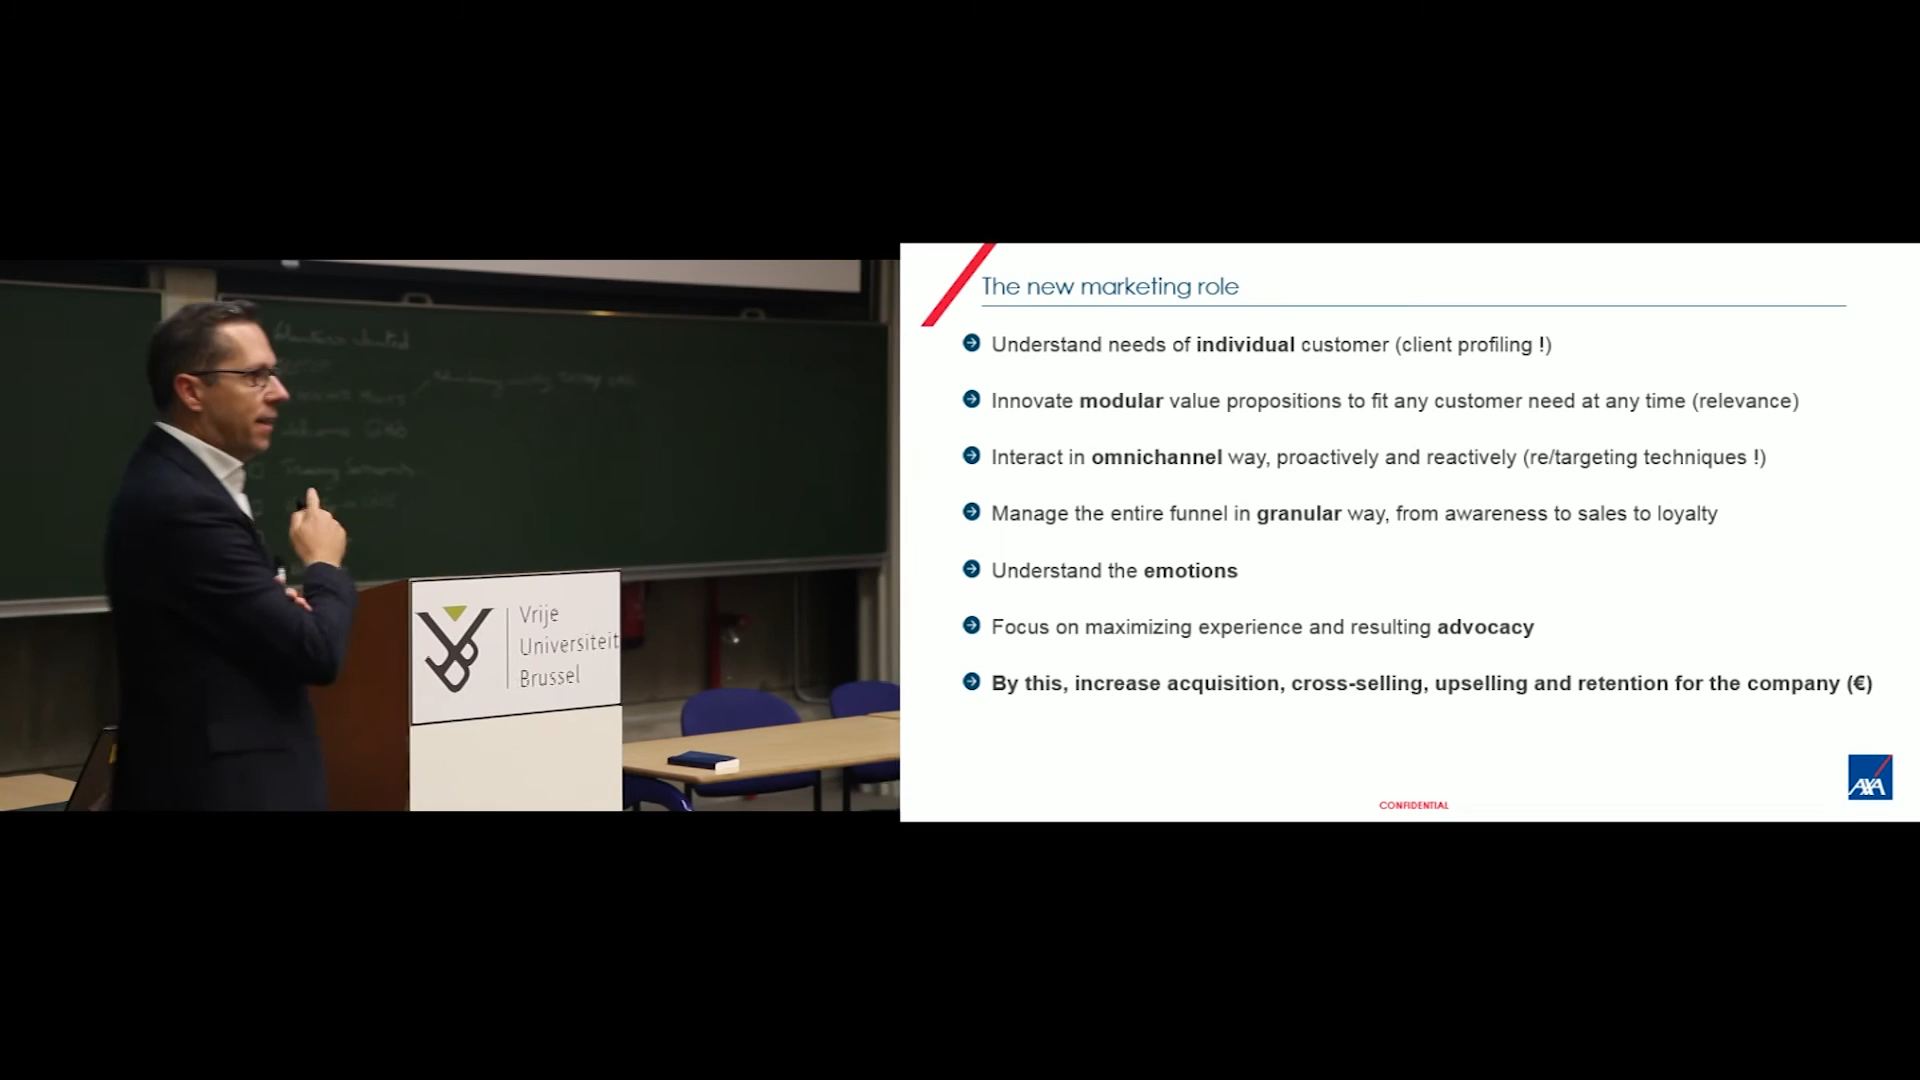 Vrije
Universiteit
Brussel
The new marketing role
Understand needs of individual customer (client profiling !)
Innovate modular value propositions to fit any customer need at any time (relevance)
Interact in omnichannel way, proactively and reactively (re/targeting techniques !)
Manage the entire funnel in granular way, from awareness to sales to loyalty
Understand the emotions
Focus on maximizing experience and resulting advocacy
By this, increase acquisition, cross-selling, upselling and retention for the company (€)
AXA
CONFIDENTIAL